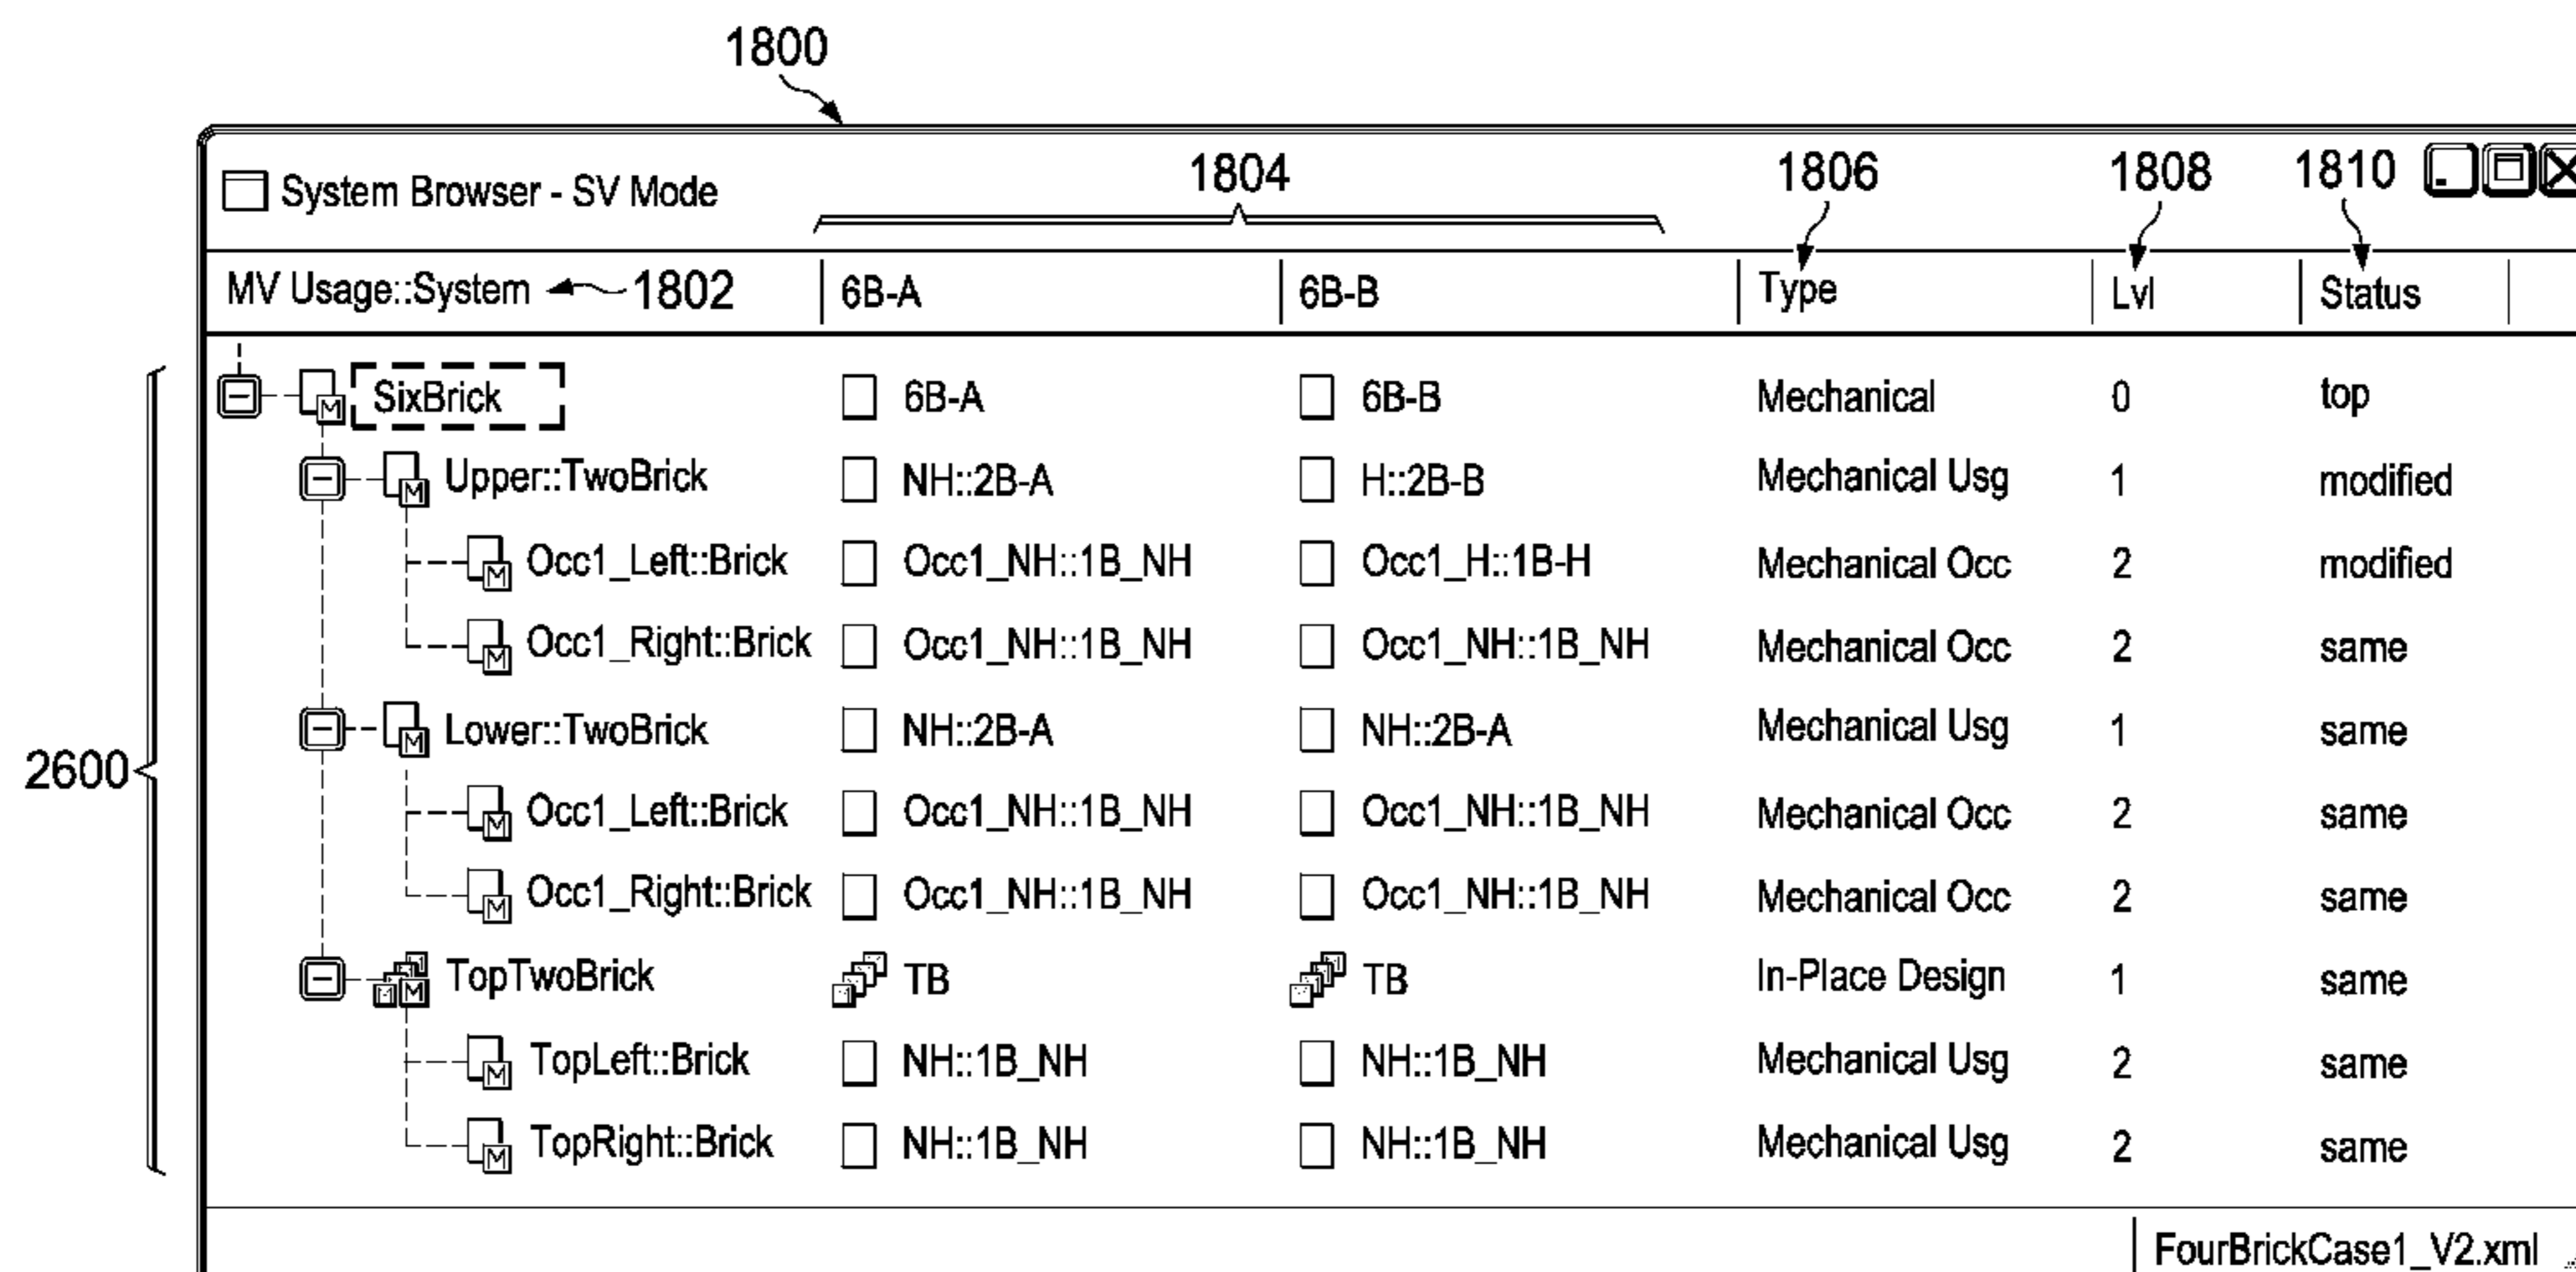 1800
System Browser - SV Mode 1804 1806 1808 1810
MV Usage::System 1802 6B-A 6B-B Type Lvl Status
SixBrick 6B-A 6B-B Mechanical 0 top
Upper::TwoBrick NH::2B-A H::2B-B Mechanical Usg 1 modified
Occ1_Left::Brick Occ1_NH::1B_NH Occ1_H::1B-H Mechanical Occ 2 modified
Occ1_Right::Brick Occ1_NH::1B_NH Occ1_NH::1B_NH Mechanical Occ 2 same
Lower::TwoBrick NH::2B-A NH::2B-A Mechanical Usg 1 same
2600
Occ1_Left::Brick Occ1_NH::1B_NH Occ1_NH::1B_NH Mechanical Occ 2 same
Occ1_Right::Brick Occ1_NH::1B_NH Occ1_NH::1B_NH Mechanical Occ 2 same
TopTwoBrick TB TB In-Place Design 1 same
TopLeft::Brick NH::1B_NH NH::1B_NH Mechanical Usg 2 same
TopRight::Brick NH::1B_NH NH::1B_NH Mechanical Usg 2 same
FourBrickCase1_V2.xml